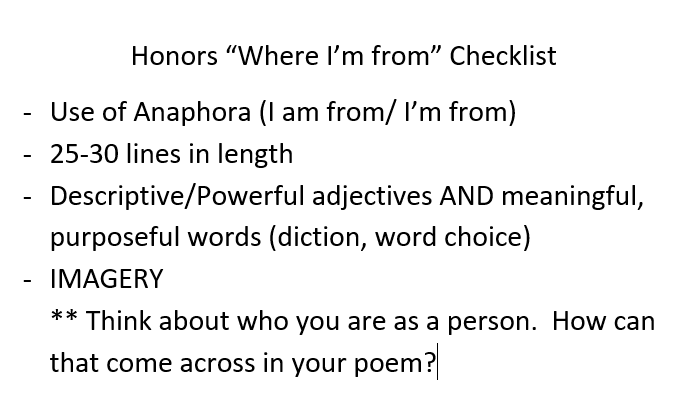 Honors “Where I’m from” Checklist
- Use of Anaphora (I am from/ I’m from)
- 25-30 lines in length
- Descriptive/Powerful adjectives AND meaningful,
purposeful words (diction, word choice)
- IMAGERY
** Think about who you are as a person.  How can
that come across in your poem?